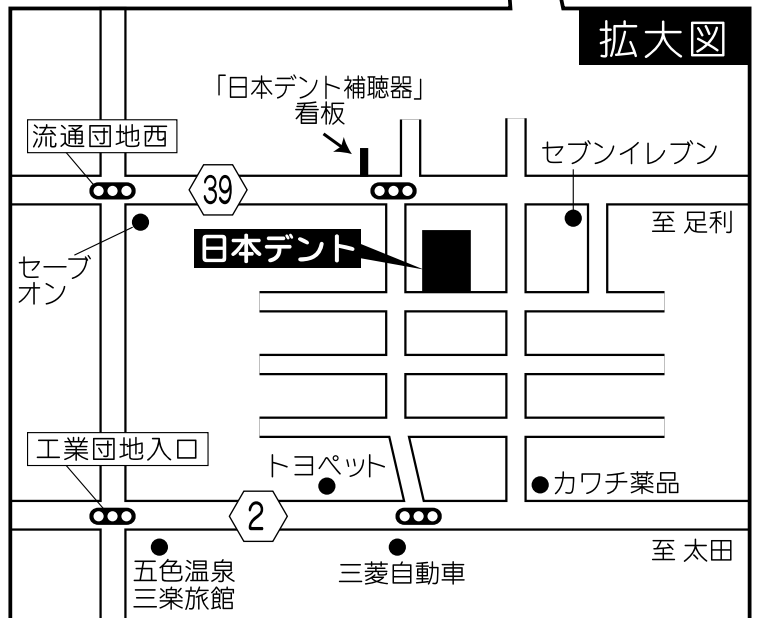 拡大図
「日本デント補聴器」
看板
流通団地西
セブンイレブン
39
至 足利
日本デント
セーブ
オン
工業団地入口
トヨペット
カワチ薬品
2
至 太田
五色温泉
三楽旅館
三菱自動車